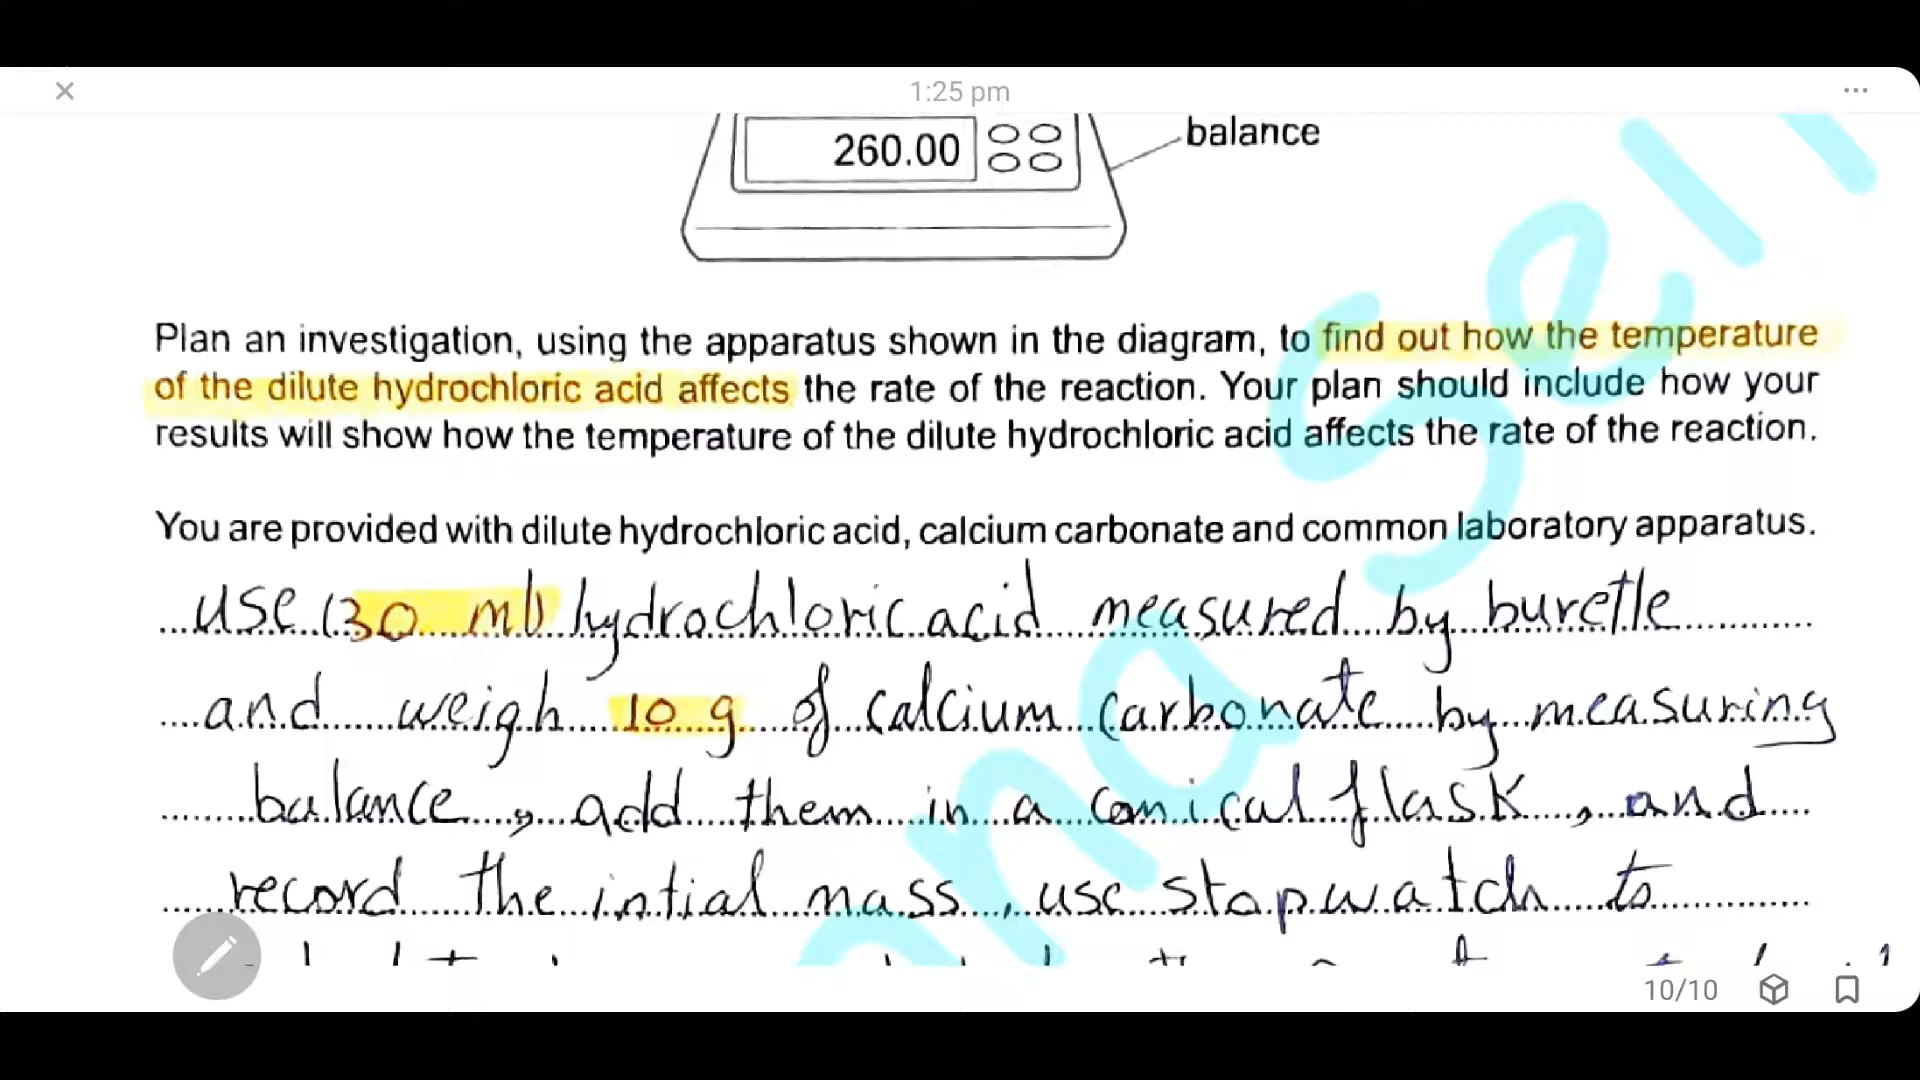 1:25 pm
260.00
balance
Plan an investigation, using the apparatus shown in the diagram, to find out how the temperature
of the dilute hydrochloric acid affects the rate of the reaction. Your plan should include how your
results will show how the temperature of the dilute hydrochloric acid affects the rate of the reaction.
You are provided with dilute hydrochloric acid, calcium carbonate and common laboratory apparatus.
use (30 ml) hydrochloric acid measured by burette
and weigh 10 g of calcium carbonate by measuring
balance, add them in a conical flask, and
record the intial mass, use stopwatch to
10/10